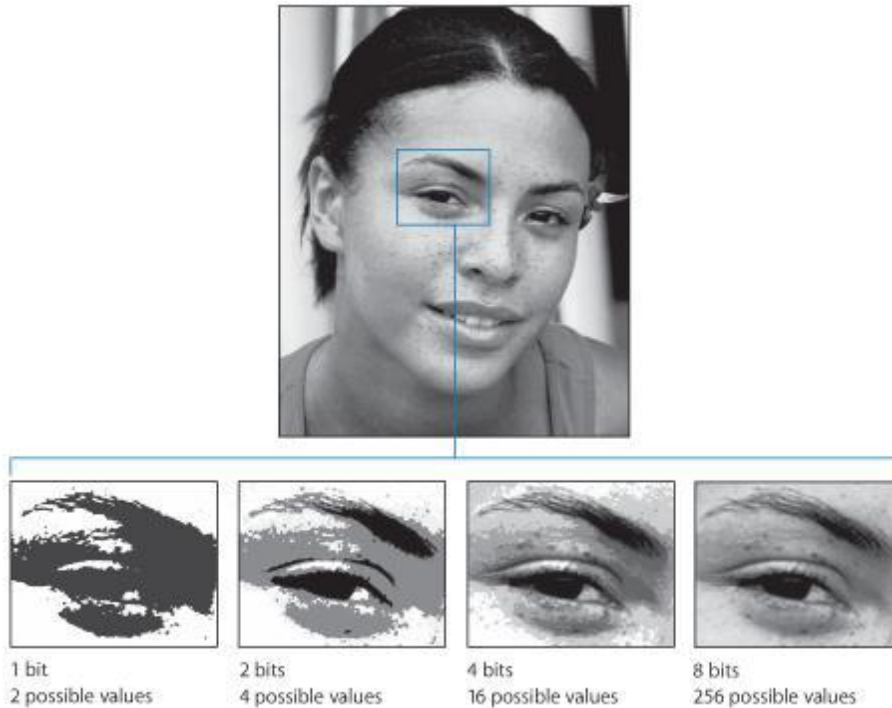 1 bit
2 possible values
2 bits
4 possible values
4 bits
16 possible values
8 bits
256 possible values